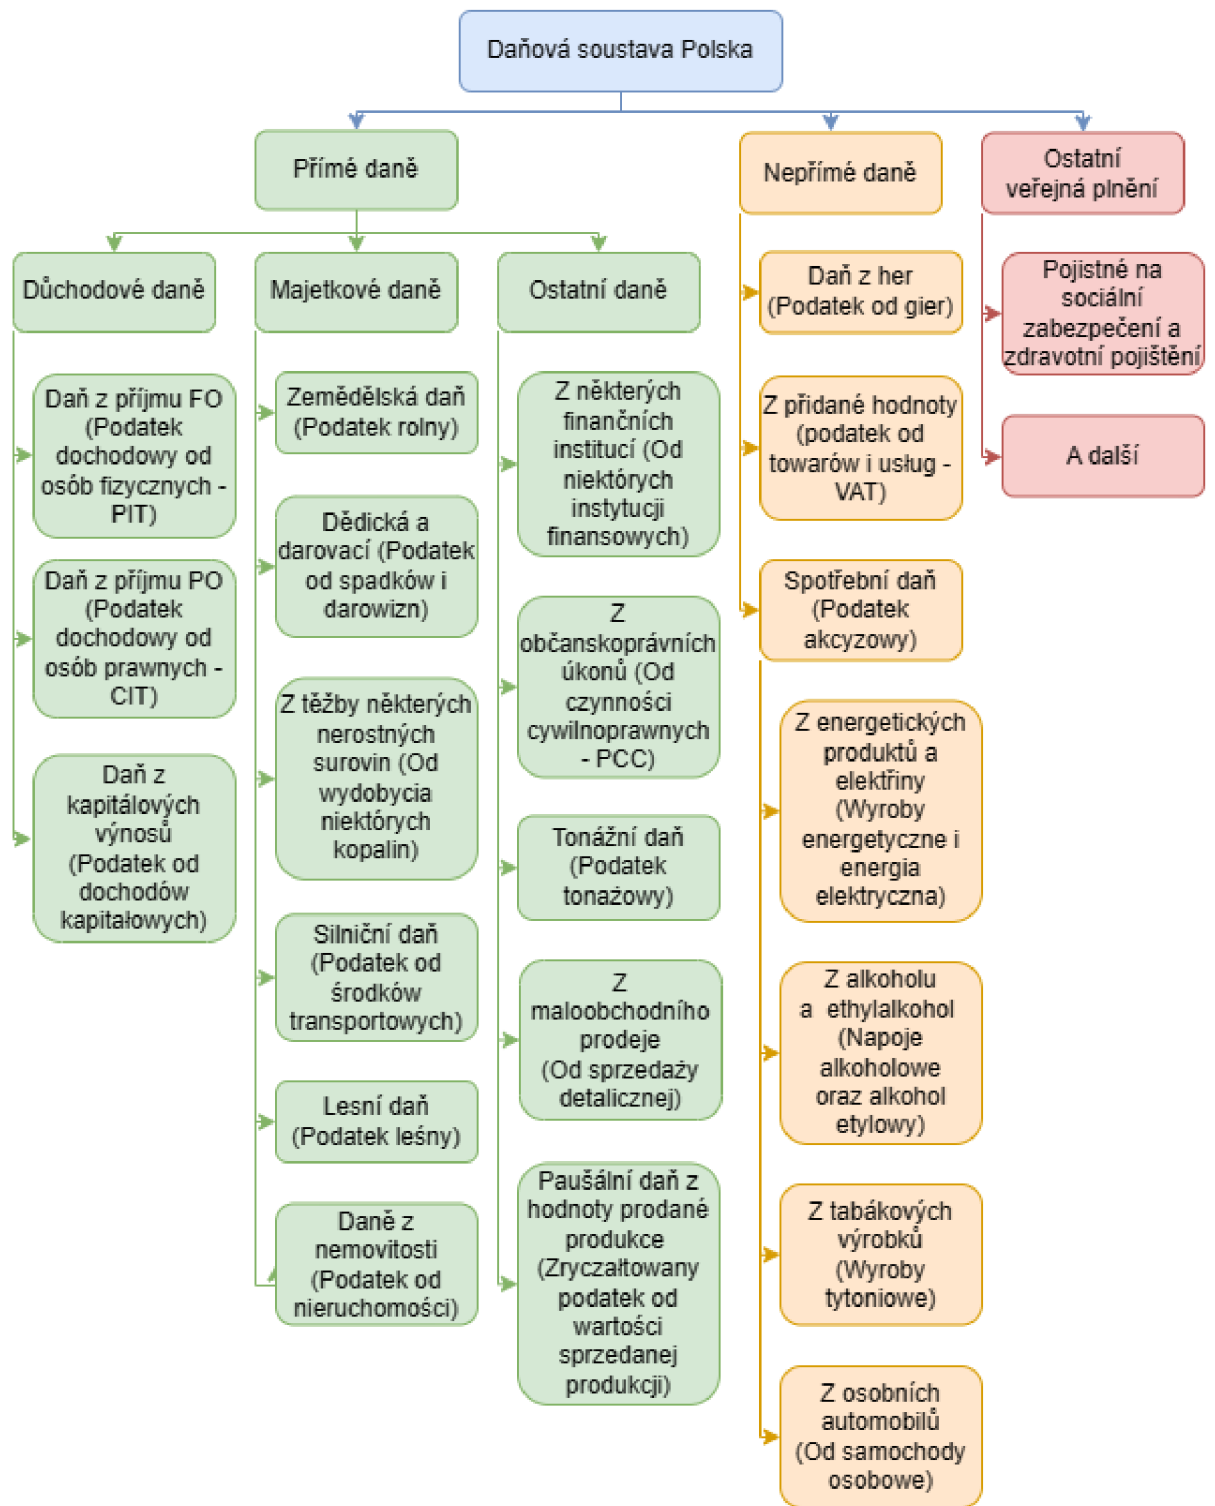 Daňová soustava Polska
Přímé daně
Nepřímé daně
Ostatní
veřejná plnění
Důchodové daně
Majetkové daně
Ostatní daně
Daň z příjmu FO
(Podatek
dochodowy od
osób fizycznych -
PIT)
Daň z příjmu PO
(Podatek
dochodowy od
osób prawnych -
CIT)
Daň z
kapitálových
výnosů
(Podatek od
dochodów
kapitałowych)
Zemědělská daň
(Podatek rolny)
Dědická a
darovací (Podatek
od spadków i
darowizn)
Z těžby některých
nerostných
surovin (Od
wydobycia
niektórych
kopalin)
Silniční daň
(Podatek od
środków
transportowych)
Lesní daň
(Podatek leśny)
Daně z
nemovitosti
(Podatek od
nieruchomości)
Z některých
finančních
institucí (Od
niektórych
instytucji
finansowych)
Z
občanskoprávních
úkonů (Od
czynności
cywilnoprawnych
- PCC)
Tonážní daň
(Podatek
tonażowy)
Z
maloobchodního
prodeje
(Od sprzedaży
detalicznej)
Paušální daň z
hodnoty prodané
produkce
(Zryczałtowany
podatek od
wartości
sprzedanej
produkcji)
Daň z her
(Podatek od gier)
Z přidané hodnoty
(podatek od
towarów i usług -
VAT)
Spotřební daň
(Podatek
akcyzowy)
Z energetických
produktů a
elektřiny
(Wyroby
energetyczne i
energia
elektryczna)
Z alkoholu
a ethylalkohol
(Napoje
alkoholowe
oraz alkohol
etylowy)
Z tabákových
výrobků
(Wyroby
tytoniowe)
Z osobních
automobilů
(Od samochody
osobowe)
Pojistné na
sociální
zabezpečení a
zdravotní pojištění
A další